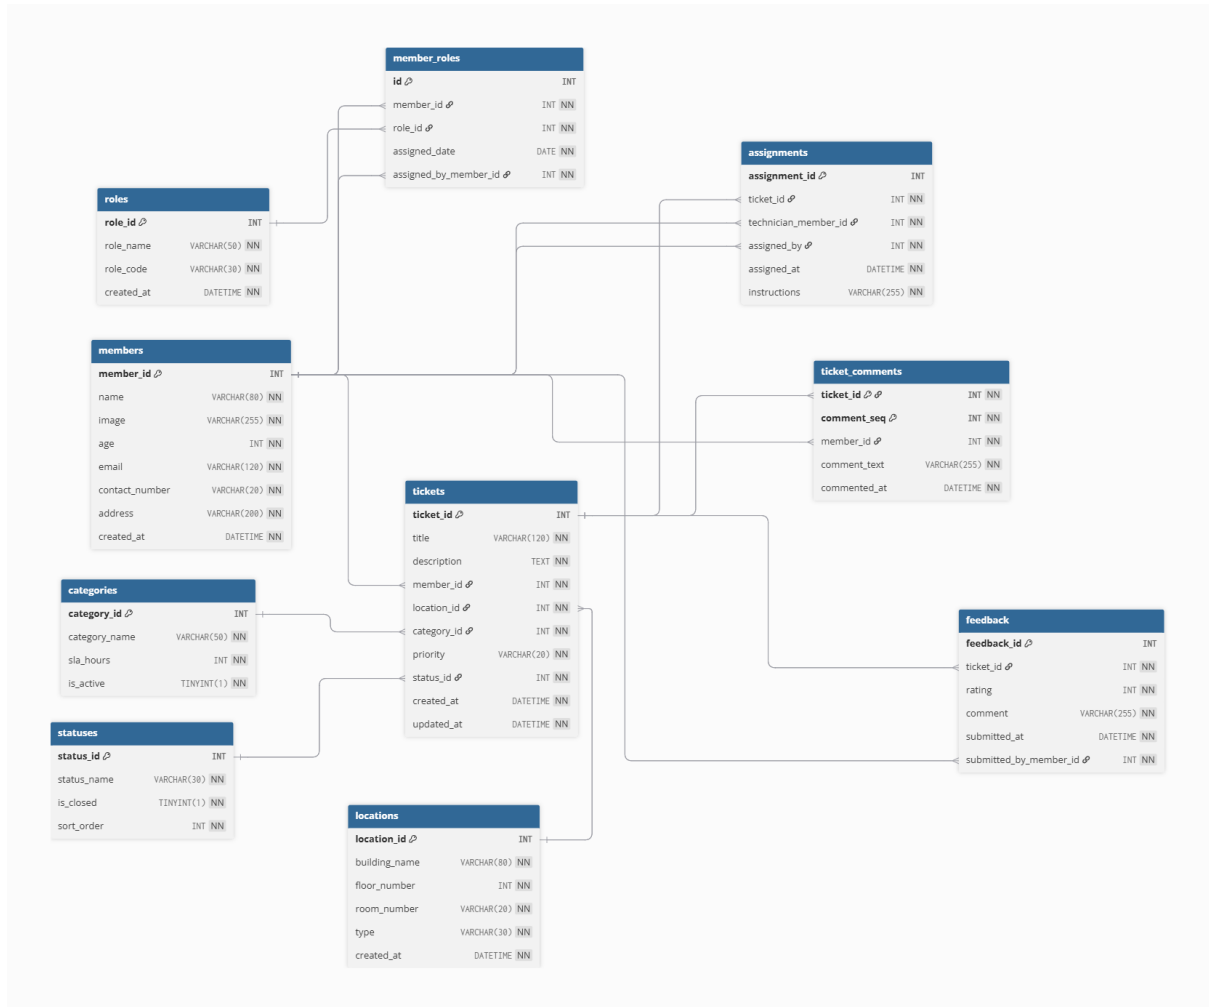 member_roles
id INT
member_id INT NN
role_id INT NN
assigned_date DATE NN
assigned_by_member_id INT NN
assignments
assignment_id INT
ticket_id INT NN
technician_member_id INT NN
assigned_by INT NN
assigned_at DATETIME NN
instructions VARCHAR(255) NN
roles
role_id INT
role_name VARCHAR(50) NN
role_code VARCHAR(30) NN
created_at DATETIME NN
members
member_id INT
name VARCHAR(80) NN
image VARCHAR(255) NN
age INT NN
email VARCHAR(120) NN
contact_number VARCHAR(20) NN
address VARCHAR(200) NN
created_at DATETIME NN
ticket_comments
ticket_id INT NN
comment_seq INT NN
member_id INT NN
comment_text VARCHAR(255) NN
commented_at DATETIME NN
tickets
ticket_id INT
title VARCHAR(120) NN
description TEXT NN
member_id INT NN
location_id INT NN
category_id INT NN
priority VARCHAR(20) NN
status_id INT NN
created_at DATETIME NN
updated_at DATETIME NN
categories
category_id INT
category_name VARCHAR(50) NN
sla_hours INT NN
is_active TINYINT(1) NN
feedback
feedback_id INT
ticket_id INT NN
rating INT NN
comment VARCHAR(255) NN
submitted_at DATETIME NN
submitted_by_member_id INT NN
statuses
status_id INT
status_name VARCHAR(30) NN
is_closed TINYINT(1) NN
sort_order INT NN
locations
location_id INT
building_name VARCHAR(80) NN
floor_number INT NN
room_number VARCHAR(20) NN
type VARCHAR(30) NN
created_at DATETIME NN